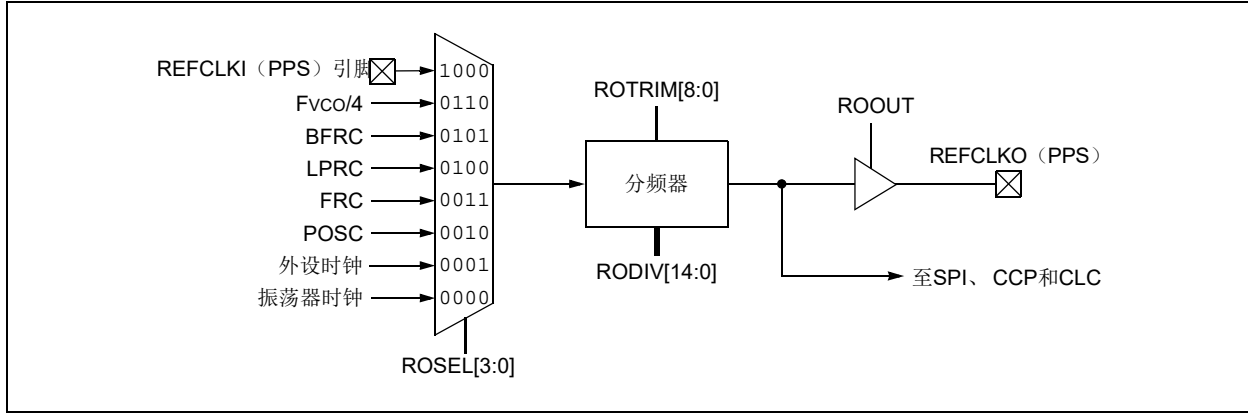 REFCLKI（PPS）引脚
1000
FVCO/4
0110
BFRC
0101
LPRC
0100
FRC
0011
POSC
0010
外设时钟
0001
振荡器时钟
0000
ROSEL[3:0]
ROTRIM[8:0]
分频器
RODIV[14:0]
ROOUT
REFCLKO（PPS）
至SPI、CCP和CLC